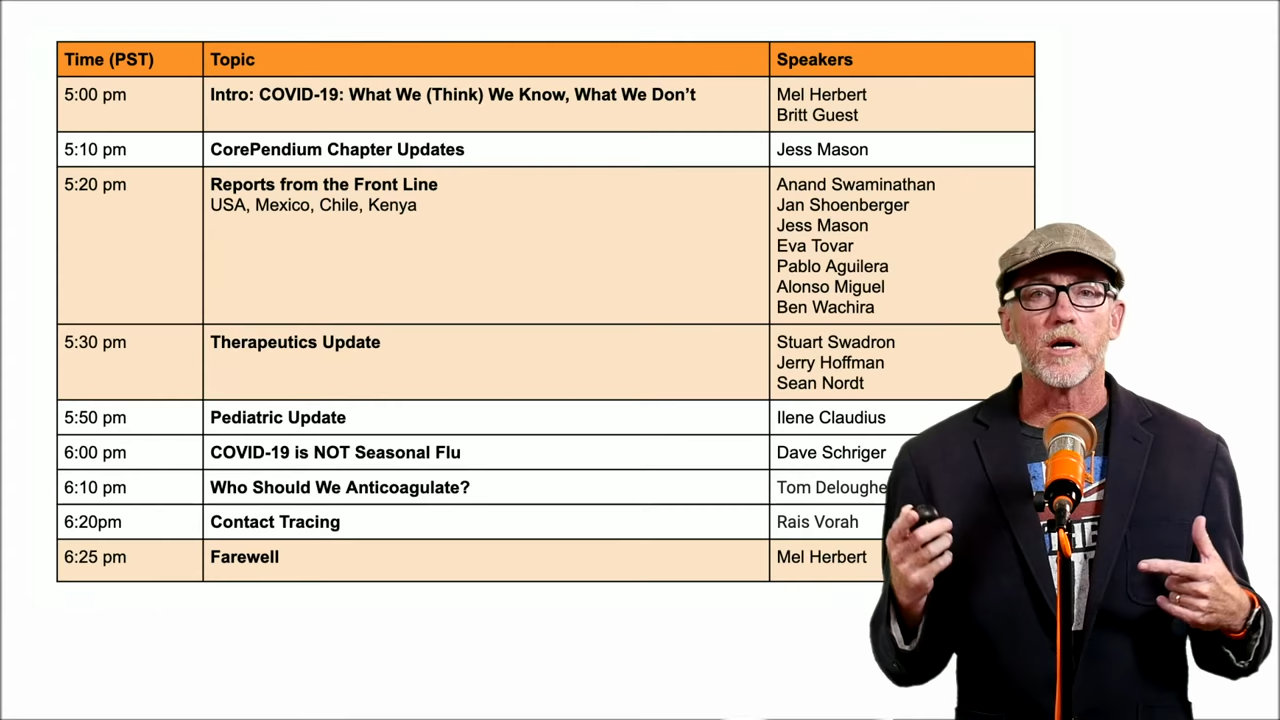 Time (PST) Topic Speakers
5:00 pm Intro: COVID-19: What We (Think) We Know, What We Don't Mel Herbert
Britt Guest
5:10 pm CorePendium Chapter Updates Jess Mason
5:20 pm Reports from the Front Line Anand Swaminathan
USA, Mexico, Chile, Kenya Jan Shoenberger
Jess Mason
Eva Tovar
Pablo Aguilera
Alonso Miguel
Ben Wachira
5:30 pm Therapeutics Update Stuart Swadron
Jerry Hoffman
Sean Nordt
5:50 pm Pediatric Update Ilene Claudius
6:00 pm COVID-19 is NOT Seasonal Flu Dave Schriger
6:10 pm Who Should We Anticoagulate? Tom Deloughe
6:20pm Contact Tracing Rais Vorah
6:25 pm Farewell Mel Herbert